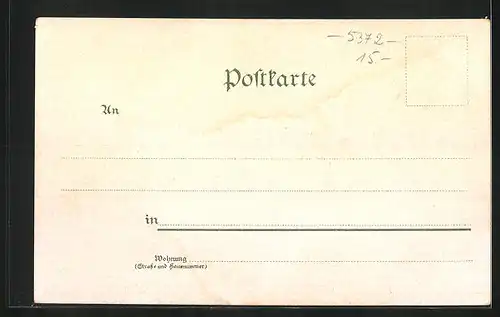 – 5372 –
15 –
Postkarte
An
in
Wohnung
(Straße und Hausnummer)